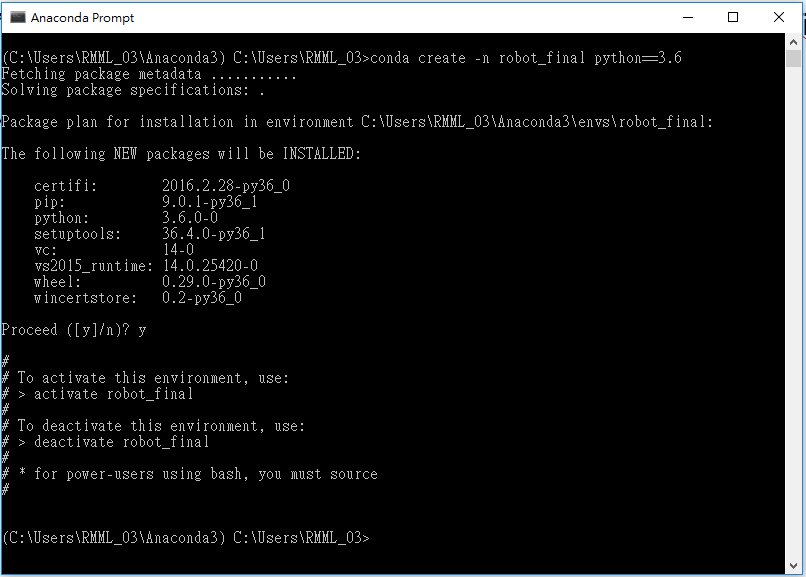 Anaconda Prompt
(C:\Users\RMML_03\Anaconda3) C:\Users\RMML_03>conda create -n robot_final python==3.6
Fetching package metadata ...........
Solving package specifications: .
Package plan for installation in environment C:\Users\RMML_03\Anaconda3\envs\robot_final:
The following NEW packages will be INSTALLED:
certifi: 2016.2.28-py36_0
pip: 9.0.1-py36_1
python: 3.6.0-0
setuptools: 36.4.0-py36_1
vc: 14-0
vs2015_runtime: 14.0.25420-0
wheel: 0.29.0-py36_0
wincertstore: 0.2-py36_0
Proceed ([y]/n)? y
#
# To activate this environment, use:
# > activate robot_final
#
# To deactivate this environment, use:
# > deactivate robot_final
#
# * for power-users using bash, you must source
#
(C:\Users\RMML_03\Anaconda3) C:\Users\RMML_03>